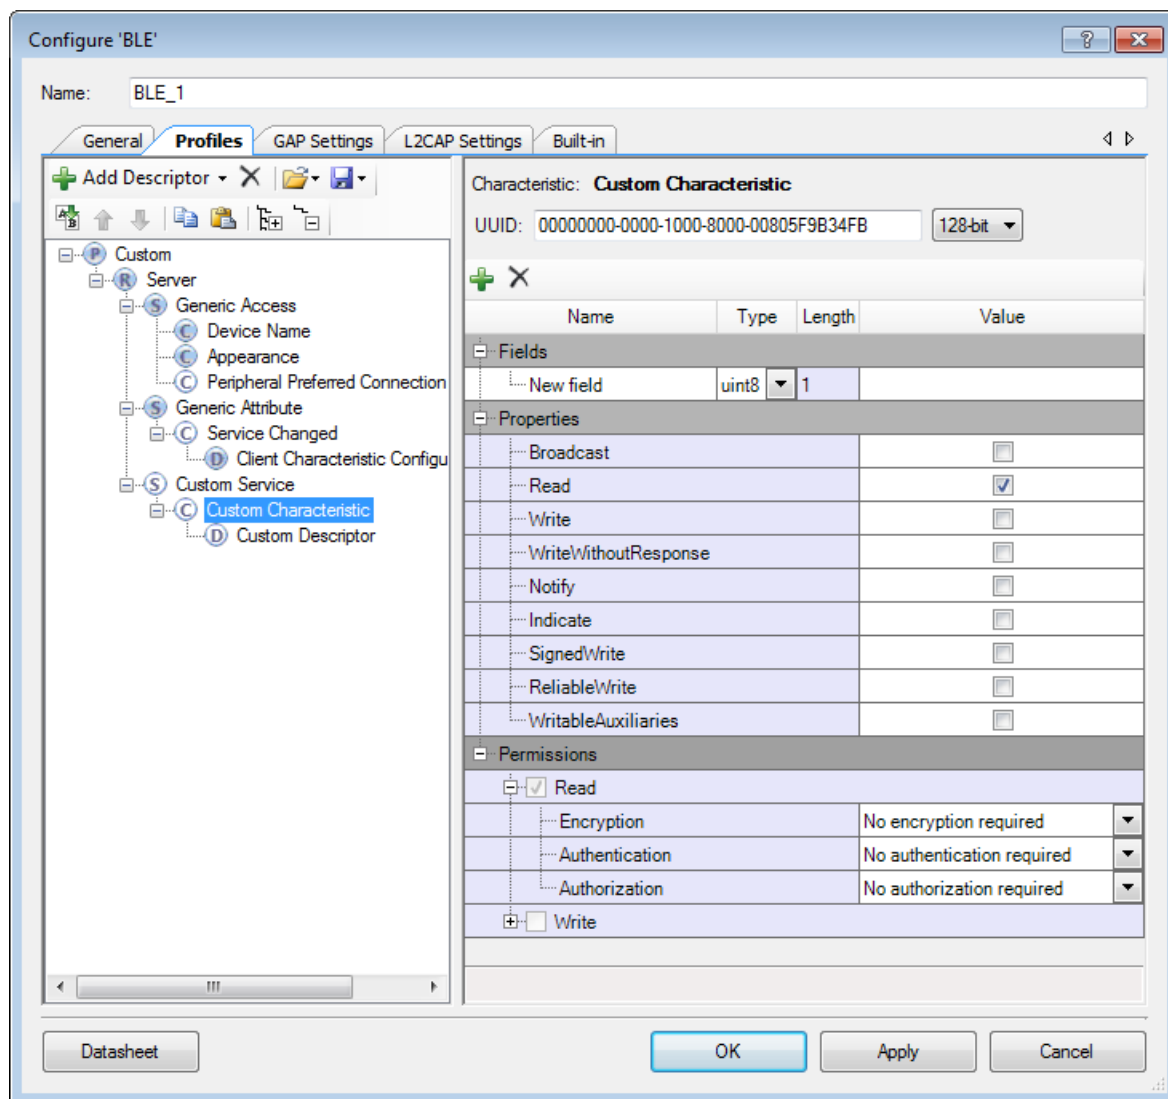 Configure 'BLE'
Name: BLE_1
General Profiles GAP Settings L2CAP Settings Built-in
Add Descriptor
Custom
Server
Generic Access
Device Name
Appearance
Peripheral Preferred Connection
Generic Attribute
Service Changed
Client Characteristic Configu
Custom Service
Custom Characteristic
Custom Descriptor
Characteristic: Custom Characteristic
UUID: 00000000-0000-1000-8000-00805F9B34FB 128-bit
Name Type Length Value
Fields
New field uint8 1
Properties
Broadcast
Read
Write
WriteWithoutResponse
Notify
Indicate
SignedWrite
ReliableWrite
WritableAuxiliaries
Permissions
Read
Encryption No encryption required
Authentication No authentication required
Authorization No authorization required
Write
Datasheet OK Apply Cancel